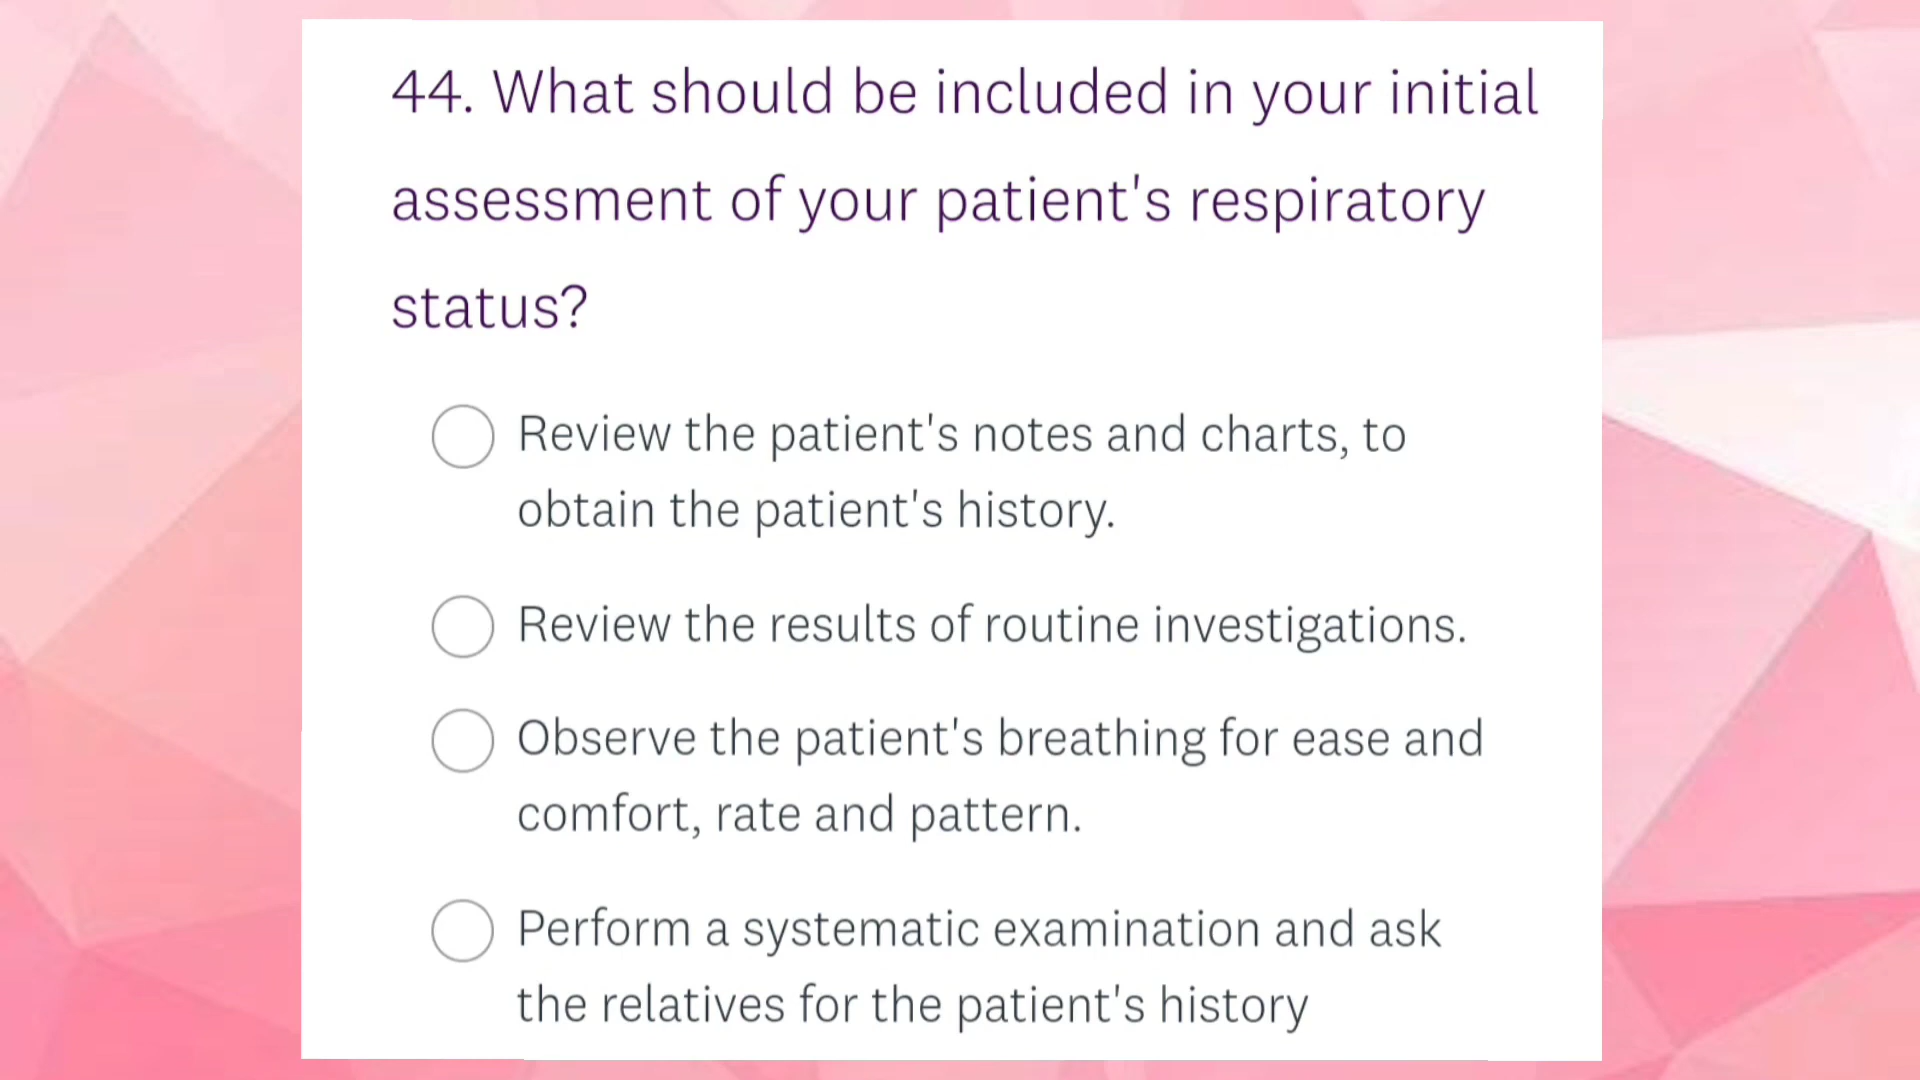 44. What should be included in your initial
assessment of your patient's respiratory
status?
Review the patient's notes and charts, to
obtain the patient's history.
Review the results of routine investigations.
Observe the patient's breathing for ease and
comfort, rate and pattern.
Perform a systematic examination and ask
the relatives for the patient's history